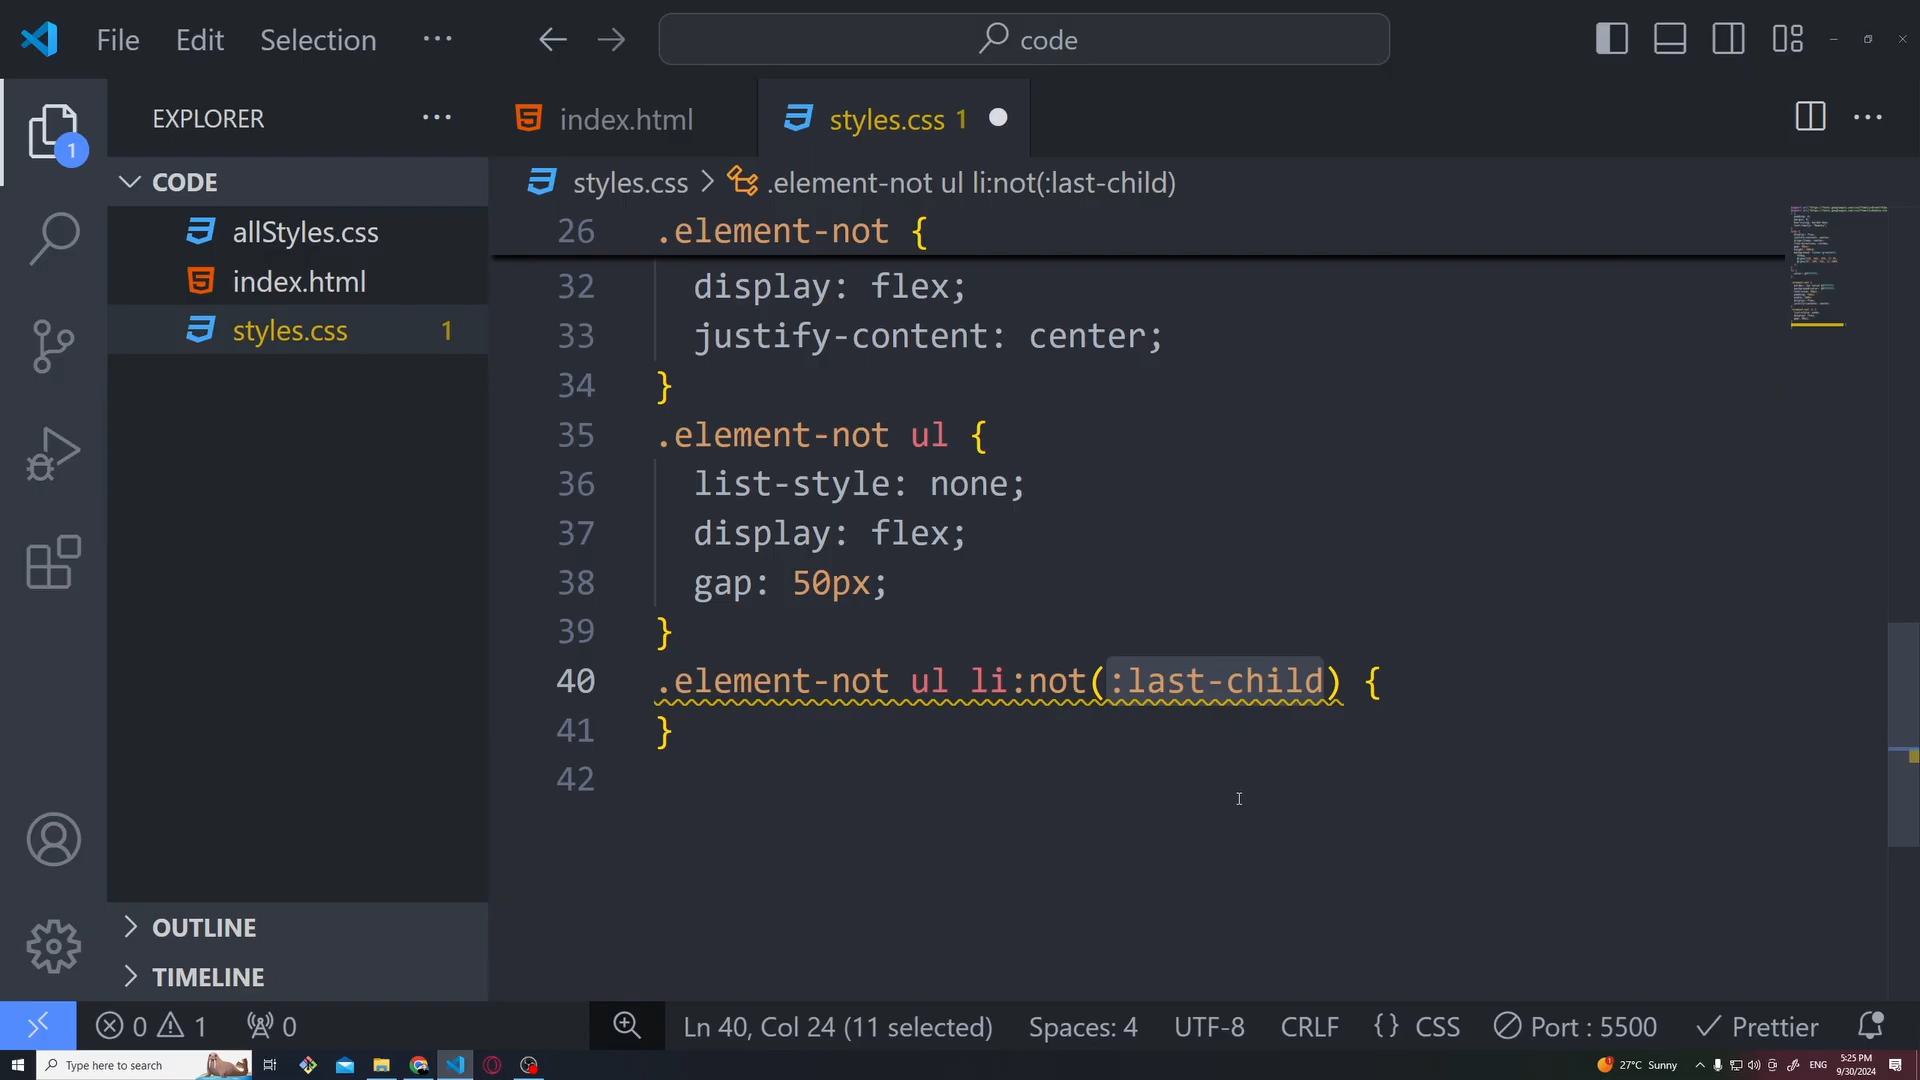 File Edit Selection ··· code
EXPLORER ···
index.html
styles.css 1
1
CODE
styles.css > .element-not ul li:not(:last-child)
allStyles.css
index.html
styles.css 1
26 .element-not {
32 display: flex;
33 justify-content: center;
34 }
35 .element-not ul {
36 list-style: none;
37 display: flex;
38 gap: 50px;
39 }
40 .element-not ul li:not(:last-child) {
41 }
42
OUTLINE
TIMELINE
0 1 0 Ln 40, Col 24 (11 selected) Spaces: 4 UTF-8 CRLF {} CSS Port : 5500 Prettier
Type here to search 27°C Sunny ENG 5:25 PM
9/30/2024